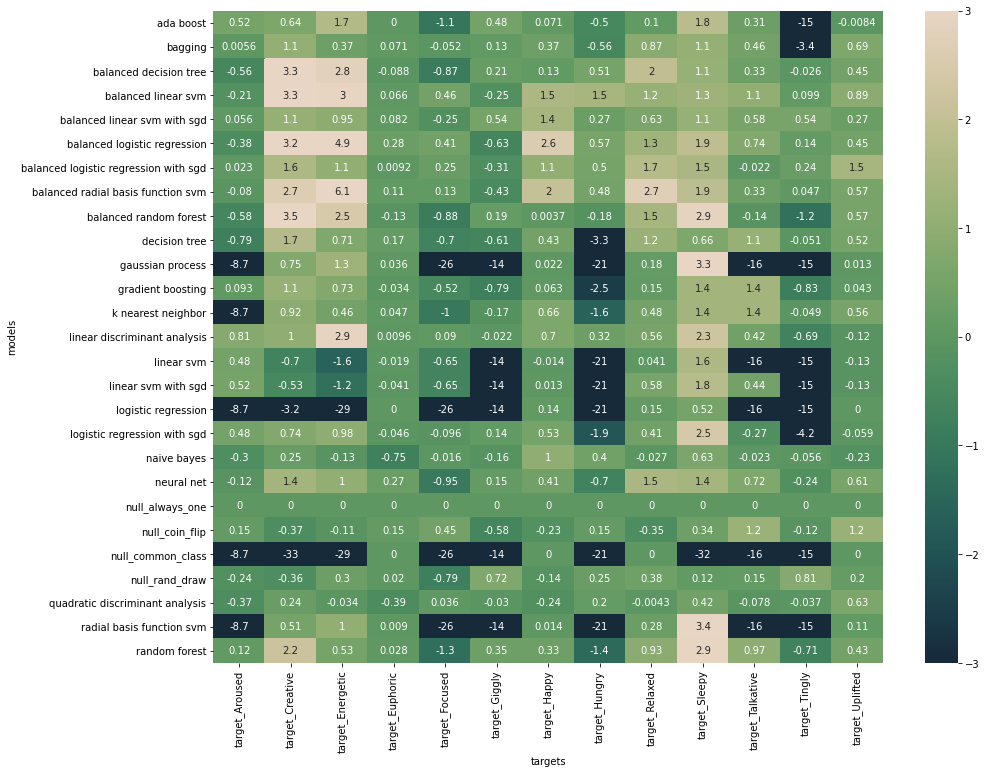 models
ada boost 0.52 0.64 1.7 0 -1.1 0.48 0.071 -0.5 0.1 1.8 0.31 -15 -0.0084
bagging 0.0056 1.1 0.37 0.071 -0.052 0.13 0.37 -0.56 0.87 1.1 0.46 -3.4 0.69
balanced decision tree -0.56 3.3 2.8 -0.088 -0.87 0.21 0.13 0.51 2 1.1 0.33 -0.026 0.45
balanced linear svm -0.21 3.3 3 0.066 0.46 -0.25 1.5 1.5 1.2 1.3 1.1 0.099 0.89
balanced linear svm with sgd 0.056 1.1 0.95 0.082 -0.25 0.54 1.4 0.27 0.63 1.1 0.58 0.54 0.27
balanced logistic regression -0.38 3.2 4.9 0.28 0.41 -0.63 2.6 0.57 1.3 1.9 0.74 0.14 0.45
balanced logistic regression with sgd 0.023 1.6 1.1 0.0092 0.25 -0.31 1.1 0.5 1.7 1.5 -0.022 0.24 1.5
balanced radial basis function svm -0.08 2.7 6.1 0.11 0.13 -0.43 2 0.48 2.7 1.9 0.33 0.047 0.57
balanced random forest -0.58 3.5 2.5 -0.13 -0.88 0.19 0.0037 -0.18 1.5 2.9 -0.14 -1.2 0.57
decision tree -0.79 1.7 0.71 0.17 -0.7 -0.61 0.43 -3.3 1.2 0.66 1.1 -0.051 0.52
gaussian process -8.7 0.75 1.3 0.036 -26 -14 0.022 -21 0.18 3.3 -16 -15 0.013
gradient boosting 0.093 1.1 0.73 -0.034 -0.52 -0.79 0.063 -2.5 0.15 1.4 1.4 -0.83 0.043
k nearest neighbor -8.7 0.92 0.46 0.047 -1 -0.17 0.66 -1.6 0.48 1.4 1.4 -0.049 0.56
linear discriminant analysis 0.81 1 2.9 0.0096 0.09 -0.022 0.7 0.32 0.56 2.3 0.42 -0.69 -0.12
linear svm 0.48 -0.7 -1.6 -0.019 -0.65 -14 -0.014 -21 0.041 1.6 -16 -15 -0.13
linear svm with sgd 0.52 -0.53 -1.2 -0.041 -0.65 -14 0.013 -21 0.58 1.8 0.44 -15 -0.13
logistic regression -8.7 -3.2 -29 0 -26 -14 0.14 -21 0.15 0.52 -16 -15 0
logistic regression with sgd 0.48 0.74 0.98 -0.046 -0.096 0.14 0.53 -1.9 0.41 2.5 -0.27 -4.2 -0.059
naive bayes -0.3 0.25 -0.13 -0.75 -0.016 -0.16 1 0.4 -0.027 0.63 -0.023 -0.056 -0.23
neural net -0.12 1.4 1 0.27 -0.95 0.15 0.41 -0.7 1.5 1.4 0.72 -0.24 0.61
null_always_one 0 0 0 0 0 0 0 0 0 0 0 0 0
null_coin_flip 0.15 -0.37 -0.11 0.15 0.45 -0.58 -0.23 0.15 -0.35 0.34 1.2 -0.12 1.2
null_common_class -8.7 -33 -29 0 -26 -14 0 -21 0 -32 -16 -15 0
null_rand_draw -0.24 -0.36 0.3 0.02 -0.79 0.72 -0.14 0.25 0.38 0.12 0.15 0.81 0.2
quadratic discriminant analysis -0.37 0.24 -0.034 -0.39 0.036 -0.03 -0.24 0.2 -0.0043 0.42 -0.078 -0.037 0.63
radial basis function svm -8.7 0.51 1 0.009 -26 -14 0.014 -21 0.28 3.4 -16 -15 0.11
random forest 0.12 2.2 0.53 0.028 -1.3 0.35 0.33 -1.4 0.93 2.9 0.97 -0.71 0.43
target_Aroused
target_Creative
target_Energetic
target_Euphoric
target_Focused
target_Giggly
target_Happy
target_Hungry
target_Relaxed
target_Sleepy
target_Talkative
target_Tingly
target_Uplifted
targets
3
2
1
0
−1
−2
−3